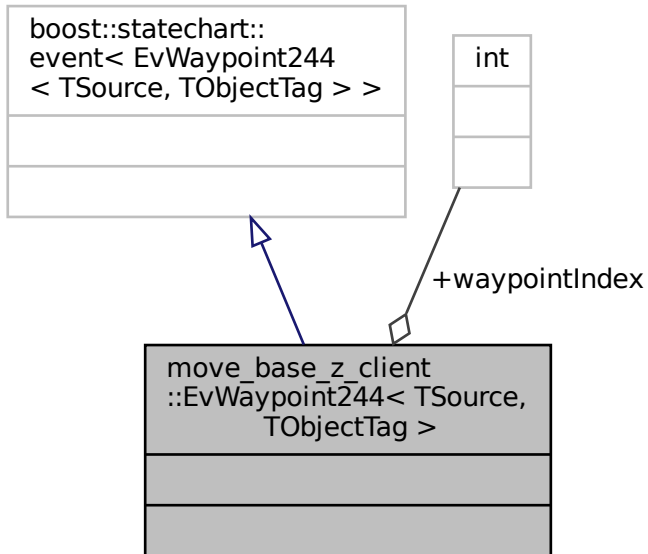 boost::statechart::
event< EvWaypoint244
< TSource, TObjectTag > >
int
+waypointIndex
move_base_z_client
::EvWaypoint244< TSource,
TObjectTag >